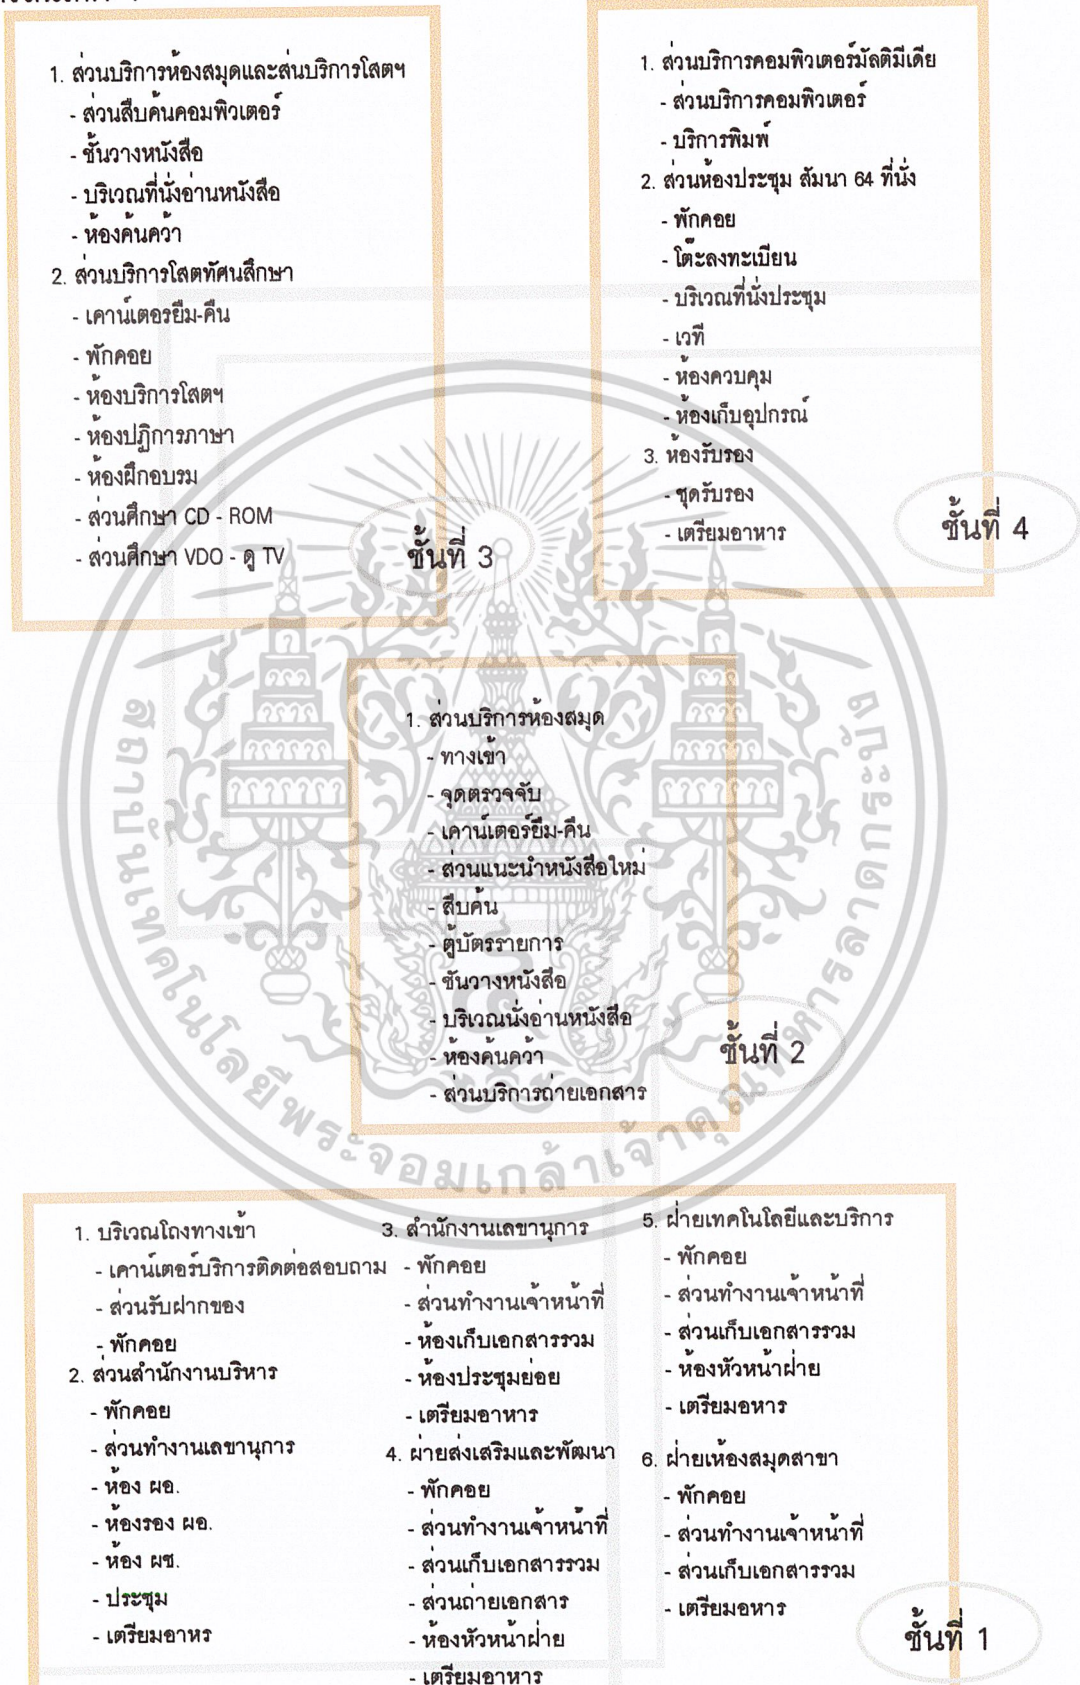 1. ส่วนบริการห้องสมุดและส่นบริการโสตฯ
- ส่วนสืบค้นคอมพิวเตอร์
- ชั้นวางหนังสือ
- บริเวณที่นั่งอ่านหนังสือ
- ห้องค้นคว้า
2. ส่วนบริการโสตทัศนสึกษา
- เคาน์เตอรยืม-คืน
- พักคอย
- ห้องบริการโสตฯ
- ห้องปฏิการภาษา
- ห้องฝึกอบรม
- ส่วนศึกษา CD - ROM
- ส่วนศึกษา VDO - ดู TV
ชั้นที่ 3
1. ส่วนบริการคอมพิวเตอร์มัลติมีเดีย
- ส่วนบริการคอมพิวเตอร์
- บริการพิมพ์
2. ส่วนห้องประชุม สัมนา 64 ที่นั่ง
- พักคอย
- โต๊ะลงทะเบียน
- บริเวณที่นั่งประชุม
- เวที
- ห้องควบคุม
- ห้องเก็บอุปกรณ์
3. ห้องรับรอง
- ชุดรับรอง
- เตรียมอาหาร
ชั้นที่ 4
1. ส่วนบริการห้องสมุด
- ทางเข้า
- จุดตรวจจับ
- เคาน์เตอร์ยืม-คืน
- ส่วนแนะนำหนังสือใหม่
- สืบค้น
- ตู้บัตรรายการ
- ชั้นวางหนังสือ
- บริเวณนั่งอ่านหนังสือ
- ห้องค้นคว้า
- ส่วนบริการถ่ายเอกสาร
ชั้นที่ 2
สถาบันเทคโนโลยีพระจอมเกล้าเจ้าคุณทหารลาดกระบัง
1. บริเวณโถงทางเข้า
- เคาน์เตอร์บริการติดต่อสอบถาม
- ส่วนรับฝากของ
- พักคอย
2. ส่วนสำนักงานบริหาร
- พักคอย
- ส่วนทำงานเลขานุการ
- ห้อง ผอ.
- ห้องรอง ผอ.
- ห้อง ผช.
- ประชุม
- เตรียมอาหร
3. สำนักงานเลขานุการ
- พักคอย
- ส่วนทำงานเจ้าหน้าที่
- ห้องเก็บเอกสารรวม
- ห้องประชุมย่อย
- เตรียมอาหาร
4. ฝ่ายส่งเสริมและพัฒนา
- พักคอย
- ส่วนทำงานเจ้าหน้าที่
- ส่วนเก็บเอกสารรวม
- ส่วนถ่ายเอกสาร
- ห้องหัวหน้าฝ่าย
- เตรียมอาหาร
5. ฝ่ายเทคโนโลยีและบริการ
- พักคอย
- ส่วนทำงานเจ้าหน้าที่
- ส่วนเก็บเอกสารรวม
- ห้องหัวหน้าฝ่าย
- เตรียมอหาร
6. ฝ่ายเห้องสมุดสาขา
- พักคอย
- ส่วนทำงานเจ้าหน้าที่
- ส่วนเก็บเอกสารรวม
- เตรียมอหาร
ชั้นที่ 1